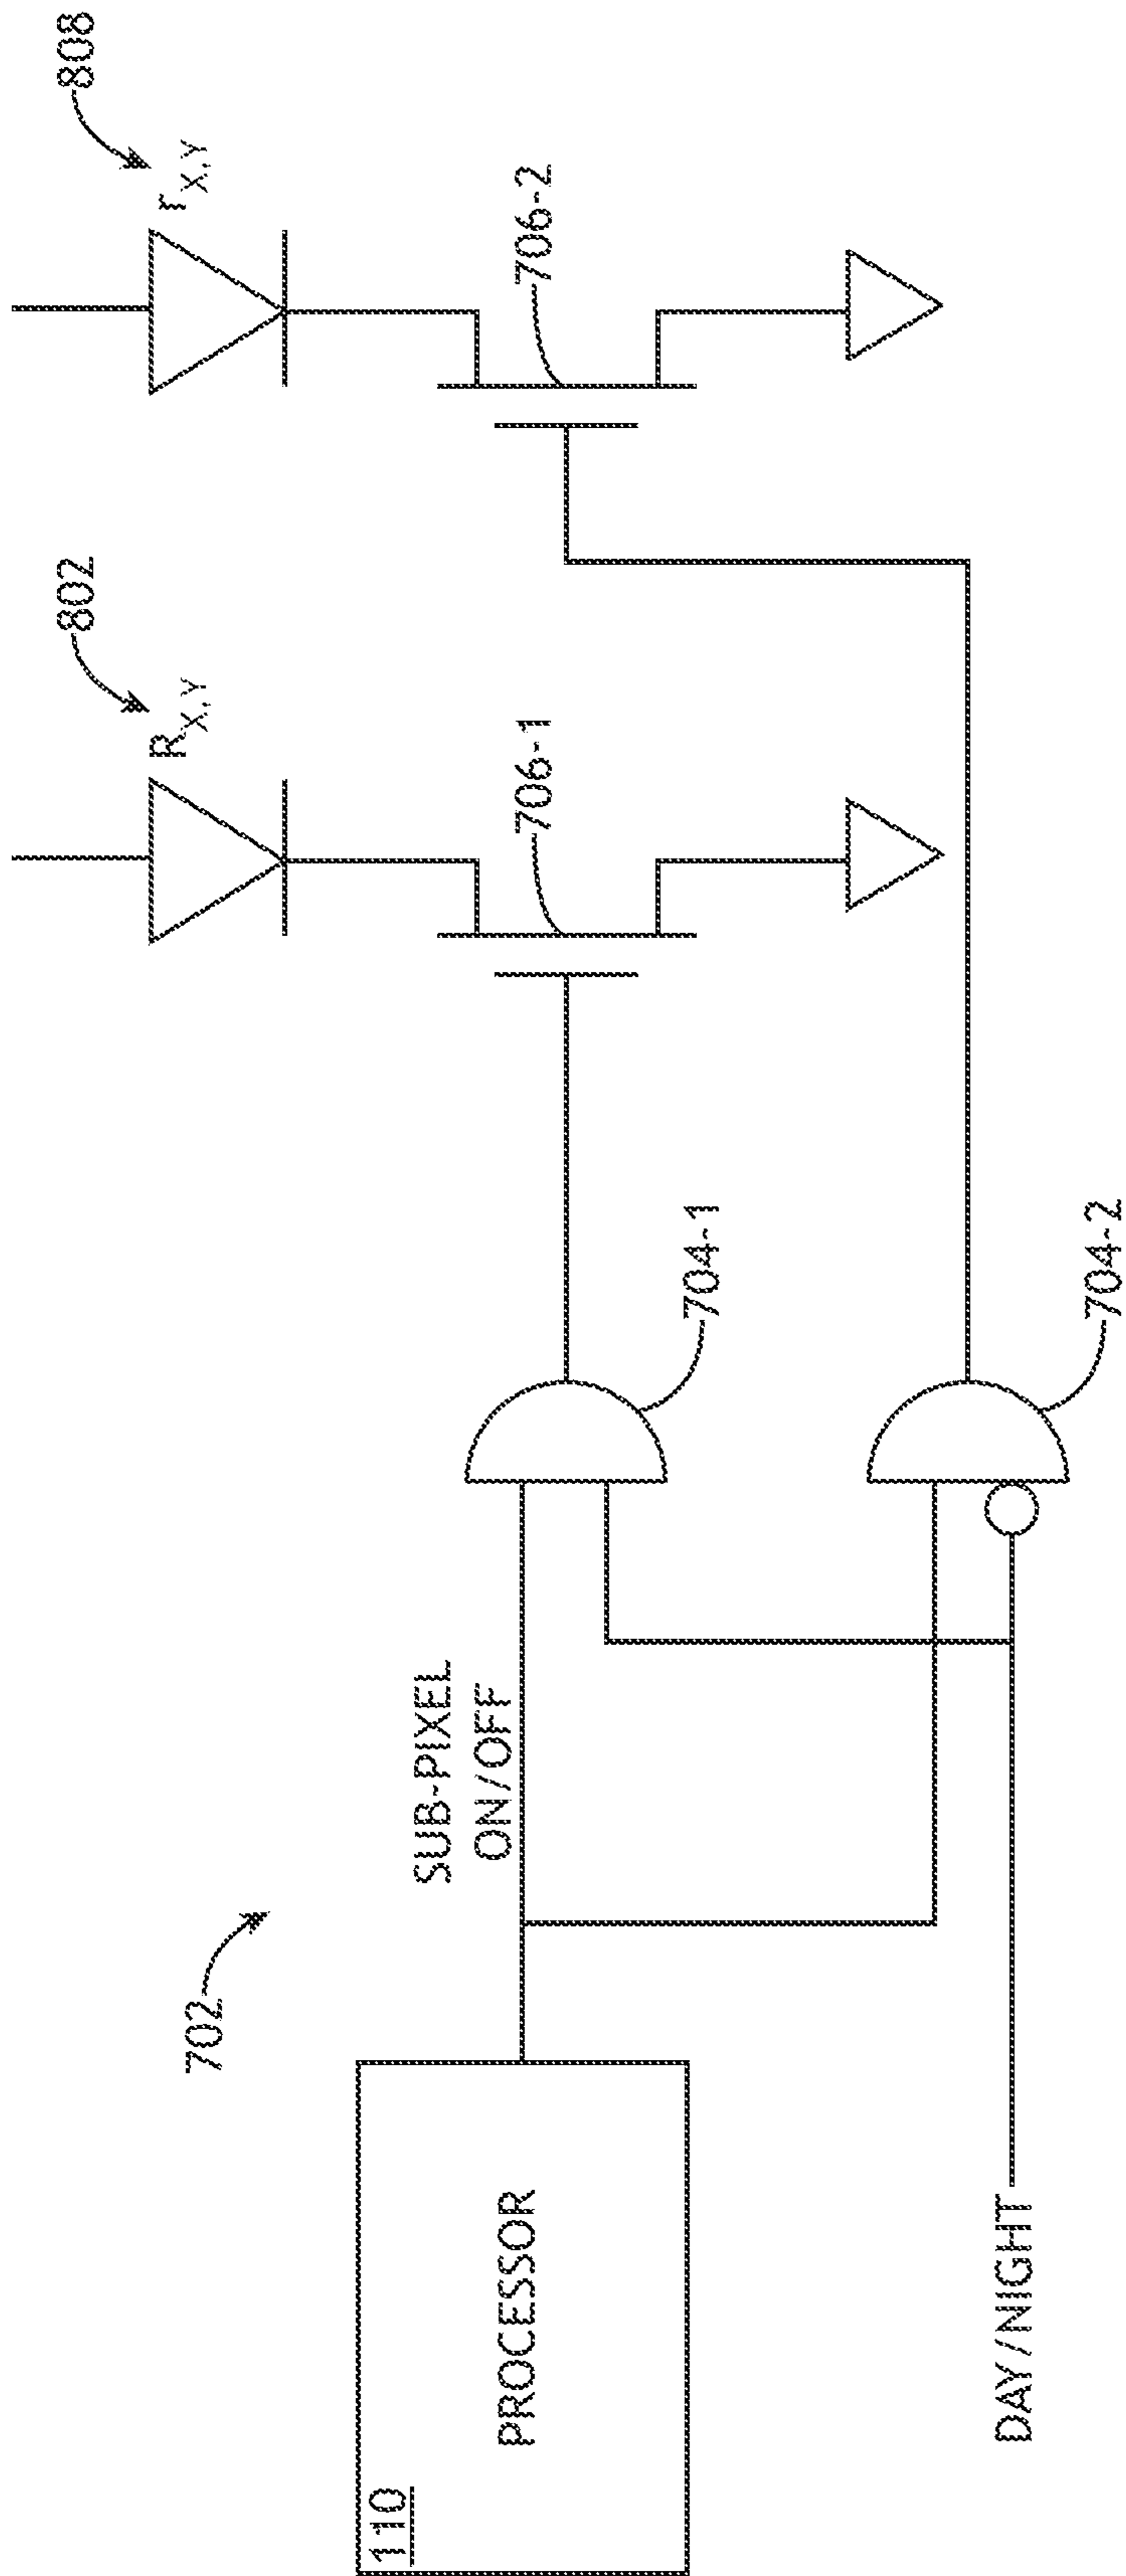 702
110
PROCESSOR
SUB-PIXEL
ON/OFF
DAY/NIGHT
704-1
704-2
706-1
706-2
R X,Y
802
r X,Y
808